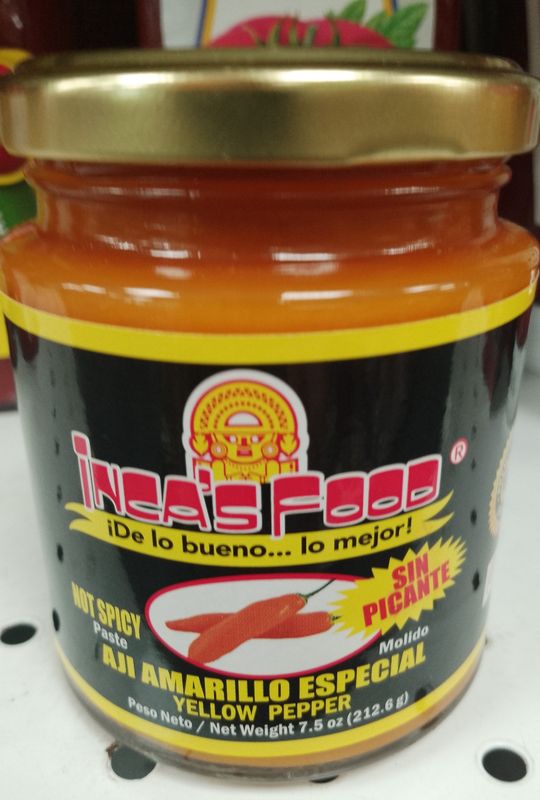 INCA'S FOOD ®
¡De lo bueno... lo mejor!
SIN
PICANTE
NOT SPICY
Paste
Molido
AJI AMARILLO ESPECIAL
YELLOW PEPPER
Peso Neto / Net Weight 7.5 oz (212.6 g)